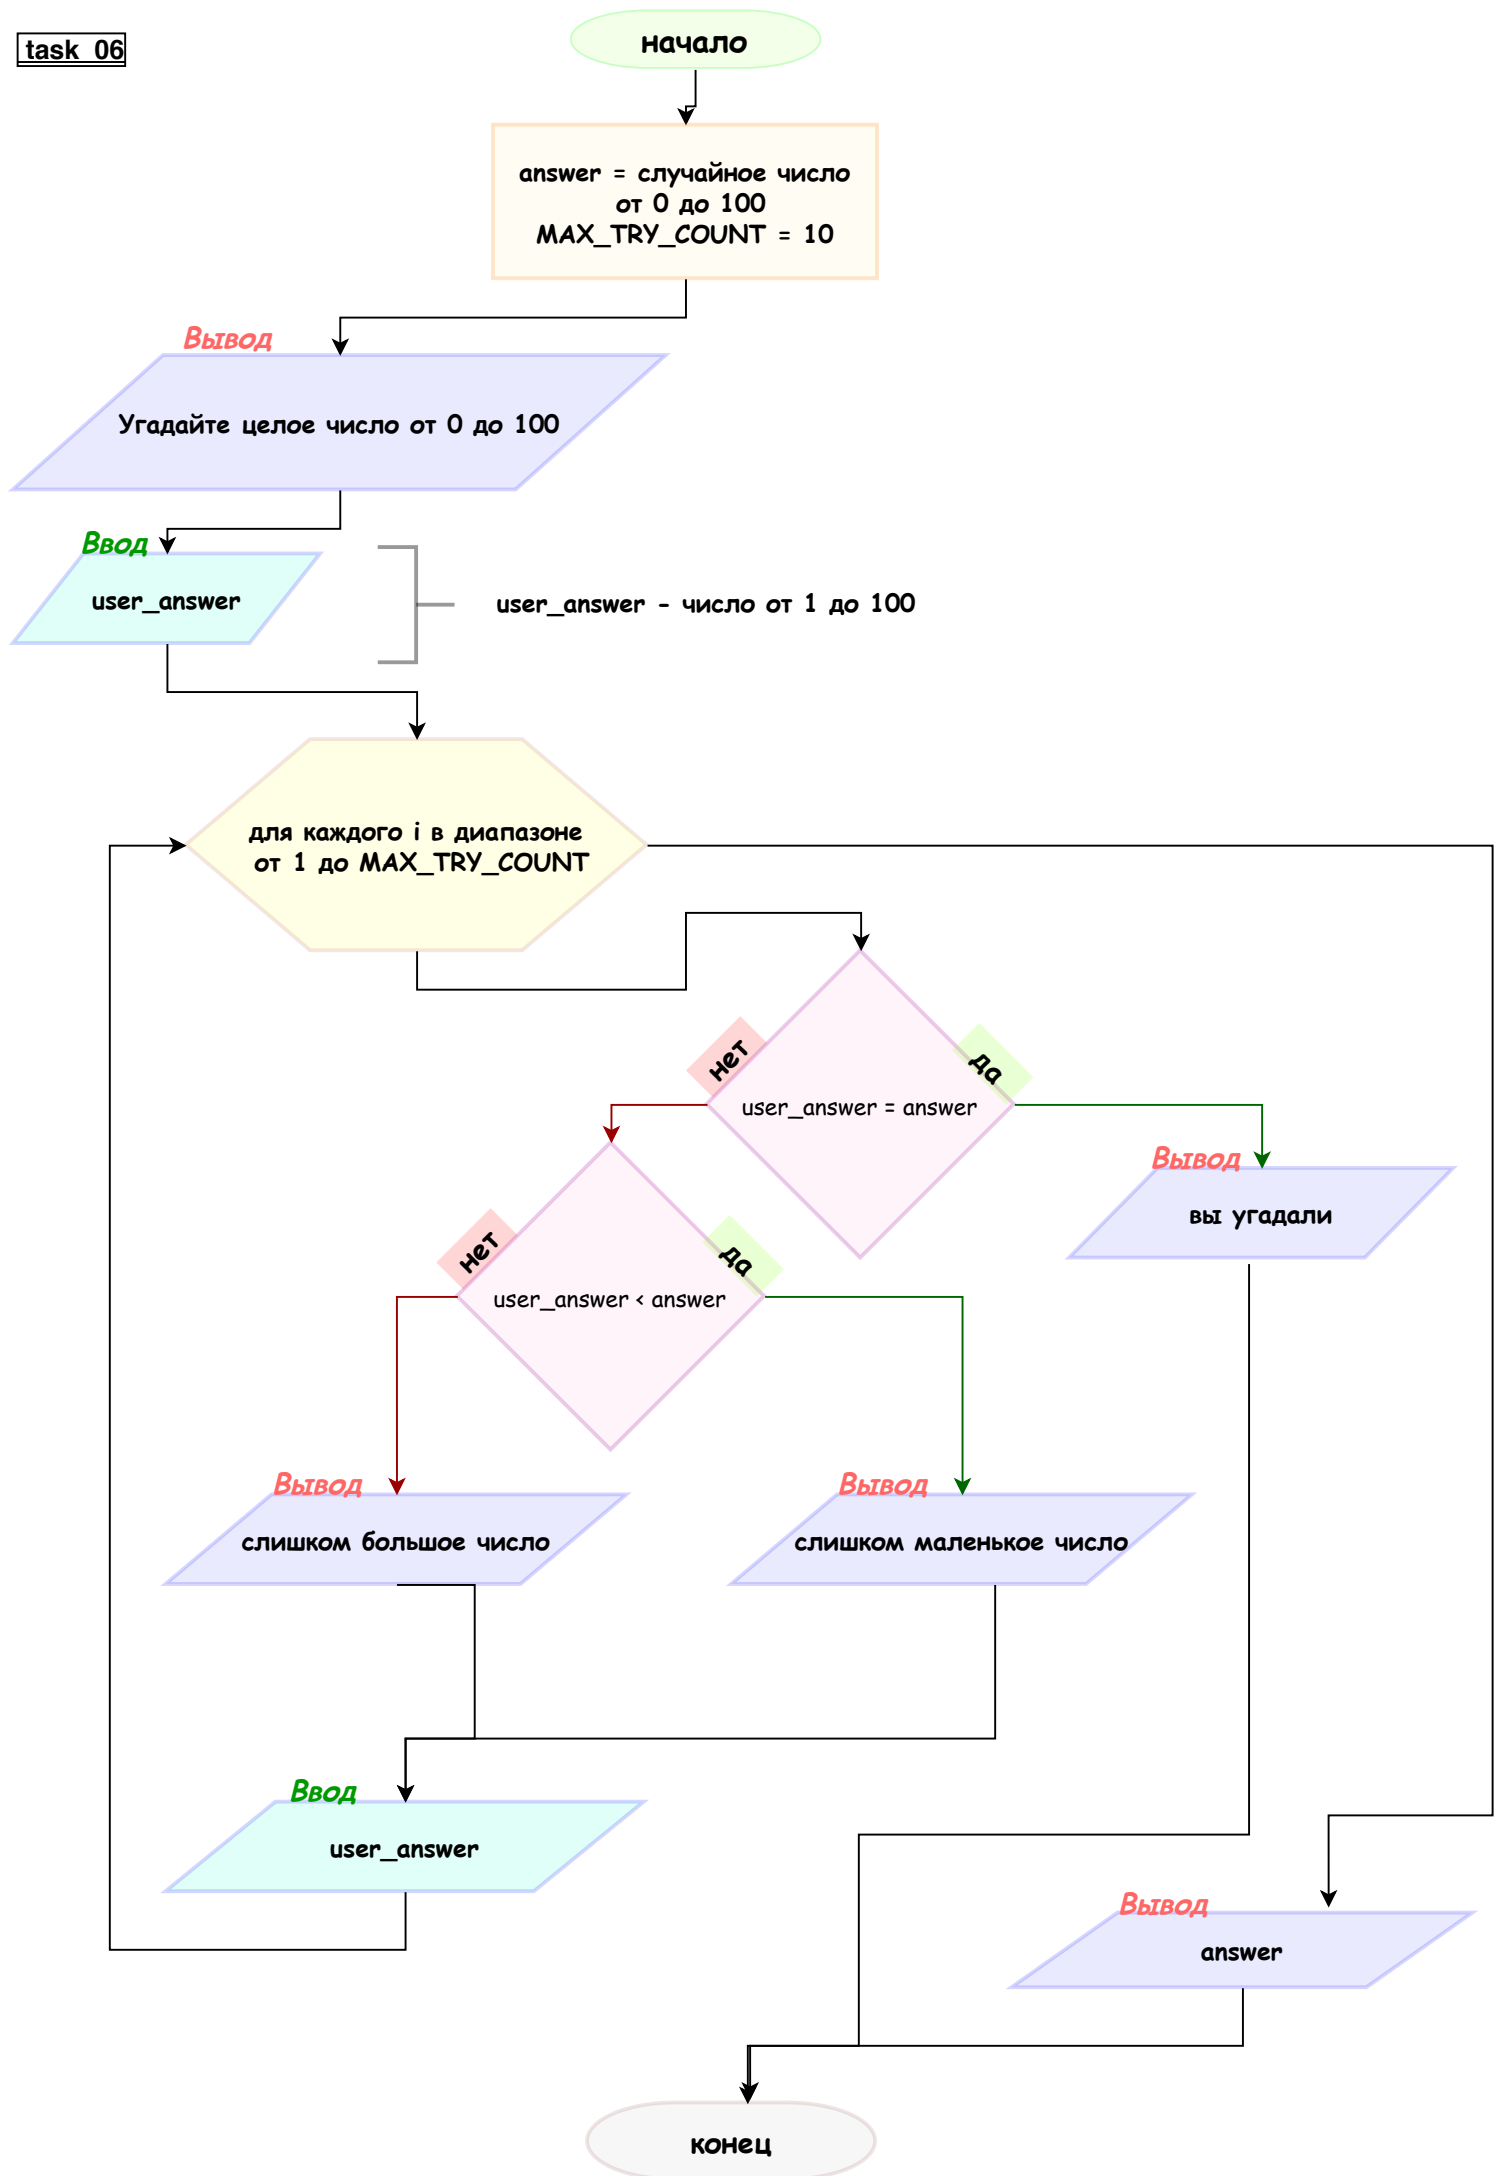 task_06
начало
answer = случайное число
от 0 до 100
MAX_TRY_COUNT = 10
Вывод
Угадайте целое число от 0 до 100
Ввод
user_answer
user_answer - число от 1 до 100
для каждого i в диапазоне
от 1 до MAX_TRY_COUNT
нет
да
user_answer = answer
Вывод
вы угадали
нет
да
user_answer < answer
Вывод
слишком большое число
Вывод
слишком маленькое число
Ввод
user_answer
Вывод
answer
конец